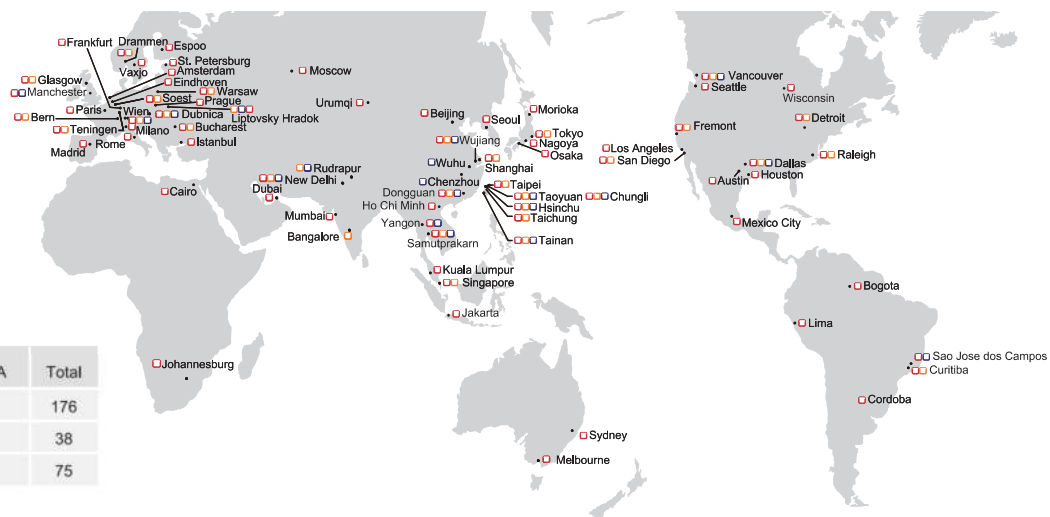 Frankfurt
Drammen
Espoo
Vaxjo
St. Petersburg
Amsterdam
Eindhoven
Glasgow
Manchester
Warsaw
Soest
Prague
Paris
Wien
Dubnica
Liptovsky Hradok
Bern
Teningen
Milano
Bucharest
Madrid
Rome
Istanbul
Moscow
Urumqi
Beijing
Seoul
Morioka
Wujiang
Tokyo
Nagoya
Osaka
Shanghai
Wuhu
Rudrapur
New Delhi
Chenzhou
Cairo
Dubai
Dongguan
Taipei
Taoyuan
Chungli
Ho Chi Minh
Hsinchu
Taichung
Mumbai
Yangon
Bangalore
Samutprakarn
Tainan
Kuala Lumpur
Singapore
Jakarta
Johannesburg
Sydney
Melbourne
Vancouver
Seattle
Wisconsin
Fremont
Detroit
Los Angeles
San Diego
Dallas
Raleigh
Austin
Houston
Mexico City
Bogota
Lima
Sao Jose dos Campos
Curitiba
Cordoba
A Total
176
38
75